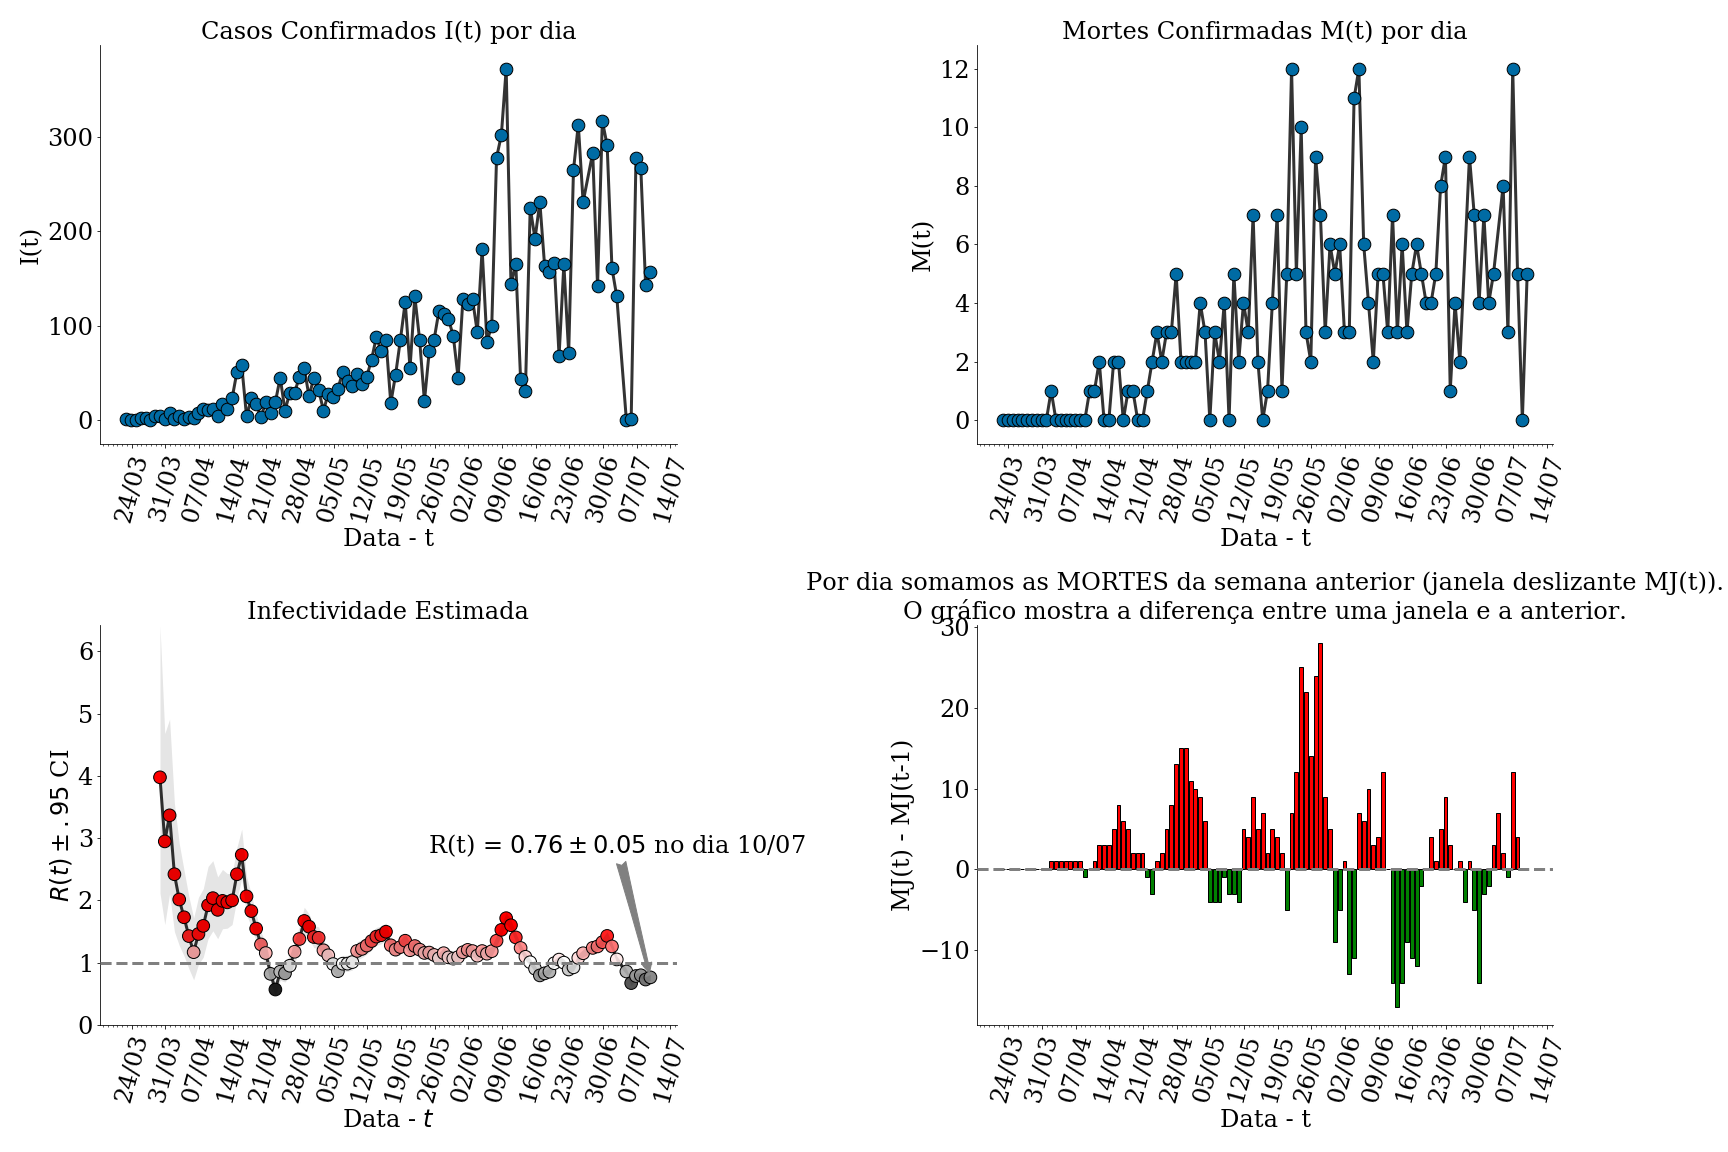 Casos Confirmados I(t) por dia
I(t)
300
200
100
0
24/03 31/03 07/04 14/04 21/04 28/04 05/05 12/05 19/05 26/05 02/06 09/06 16/06 23/06 30/06 07/07 14/07
Data - t
Mortes Confirmadas M(t) por dia
M(t)
12
10
8
6
4
2
0
24/03 31/03 07/04 14/04 21/04 28/04 05/05 12/05 19/05 26/05 02/06 09/06 16/06 23/06 30/06 07/07 14/07
Data - t
Infectividade Estimada
R(t) ± .95 CI
6
5
4
3
2
1
0
R(t) = 0.76 ± 0.05 no dia 10/07
24/03 31/03 07/04 14/04 21/04 28/04 05/05 12/05 19/05 26/05 02/06 09/06 16/06 23/06 30/06 07/07 14/07
Data - t
Por dia somamos as MORTES da semana anterior (janela deslizante MJ(t)).
O gráfico mostra a diferença entre uma janela e a anterior.
MJ(t) - MJ(t-1)
30
20
10
0
−10
24/03 31/03 07/04 14/04 21/04 28/04 05/05 12/05 19/05 26/05 02/06 09/06 16/06 23/06 30/06 07/07 14/07
Data - t